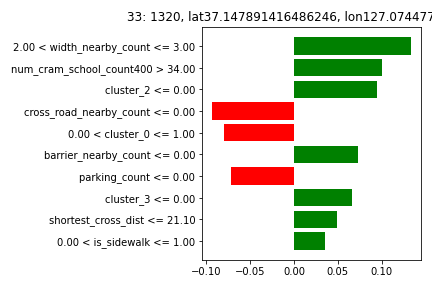 33: 1320, lat37.147891416486246, lon127.074477
2.00 < width_nearby_count <= 3.00
num_cram_school_count400 > 34.00
cluster_2 <= 0.00
cross_road_nearby_count <= 0.00
0.00 < cluster_0 <= 1.00
barrier_nearby_count <= 0.00
parking_count <= 0.00
cluster_3 <= 0.00
shortest_cross_dist <= 21.10
0.00 < is_sidewalk <= 1.00
−0.10 −0.05 0.00 0.05 0.10